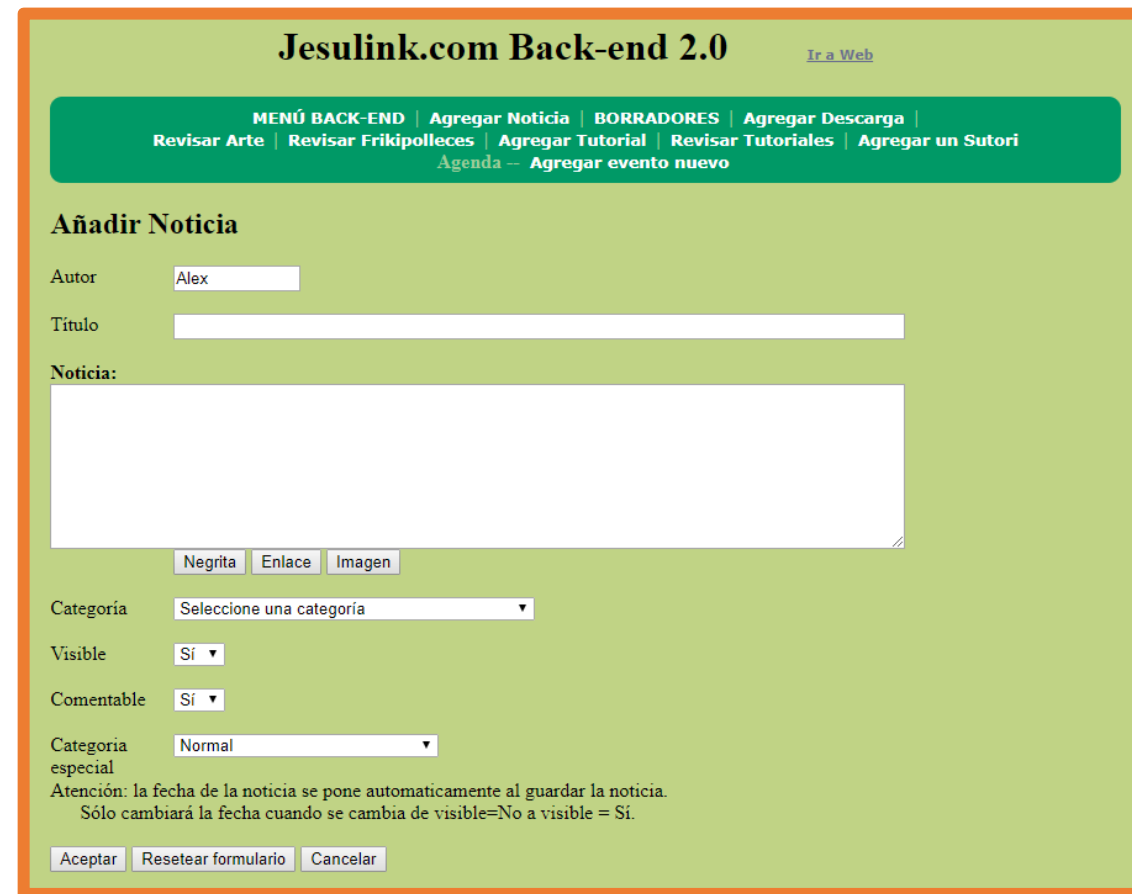 Jesulink.com Back-end 2.0 Ir a Web
MENÚ BACK-END | Agregar Noticia | BORRADORES | Agregar Descarga |
Revisar Arte | Revisar Frikipolleces | Agregar Tutorial | Revisar Tutoriales | Agregar un Sutori
Agenda -- Agregar evento nuevo
Añadir Noticia
Autor Alex
Título
Noticia:
Negrita Enlace Imagen
Categoría Seleccione una categoría
Visible Sí
Comentable Sí
Categoria Normal
especial
Atención: la fecha de la noticia se pone automaticamente al guardar la noticia.
Sólo cambiará la fecha cuando se cambia de visible=No a visible = Sí.
Aceptar Resetear formulario Cancelar